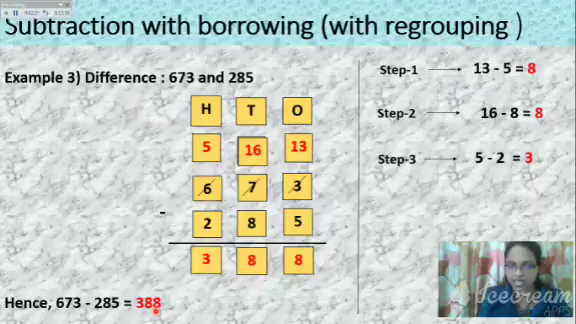 Subtraction with borrowing (with regrouping )
Example 3) Difference : 673 and 285
H T O
5 16 13
6 7 3
- 2 8 5
3 8 8
Hence, 673 - 285 = 388
Step-1 13 - 5 = 8
Step-2 16 - 8 = 8
Step-3 5 - 2 = 3
Icecream
APPS